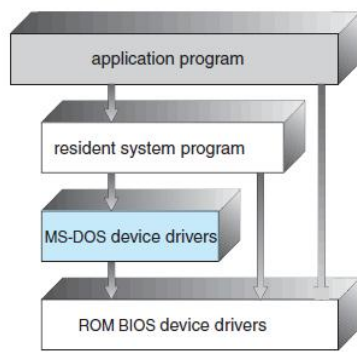 application program
resident system program
MS-DOS device drivers
ROM BIOS device drivers